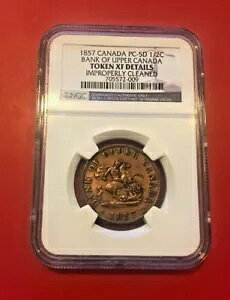 1857 CANADA PC-5D 1/2C
BANK OF UPPER CANADA
TOKEN XF DETAILS
IMPROPERLY CLEANED
705572-009
NGC
BANK OF UPPER CANADA
1857